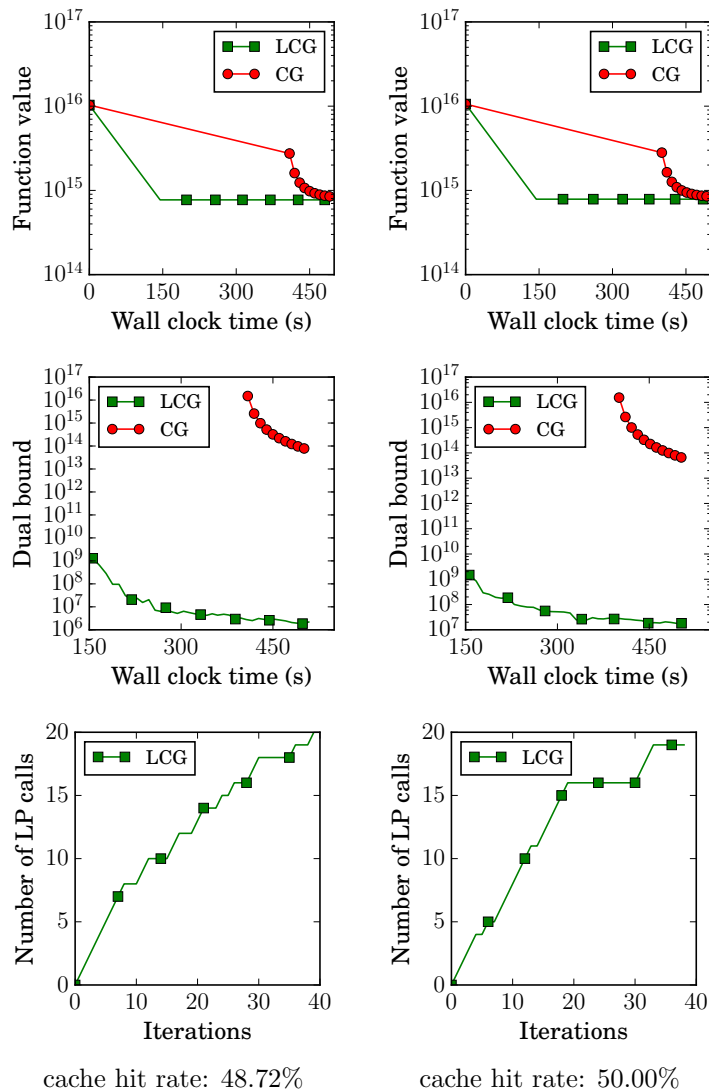 10^17
10^16
10^15
10^14
Function value
LCG
CG
0 150 300 450
Wall clock time (s)
10^17
10^16
10^15
10^14
Function value
LCG
CG
0 150 300 450
Wall clock time (s)
10^17
10^16
10^15
10^14
10^13
10^12
10^11
10^10
10^9
10^8
10^7
10^6
Dual bound
LCG
CG
150 300 450
Wall clock time (s)
10^17
10^16
10^15
10^14
10^13
10^12
10^11
10^10
10^9
10^8
10^7
Dual bound
LCG
CG
150 300 450
Wall clock time (s)
20
15
10
5
0
Number of LP calls
LCG
0 10 20 30 40
Iterations
cache hit rate: 48.72%
20
15
10
5
0
Number of LP calls
LCG
0 10 20 30 40
Iterations
cache hit rate: 50.00%